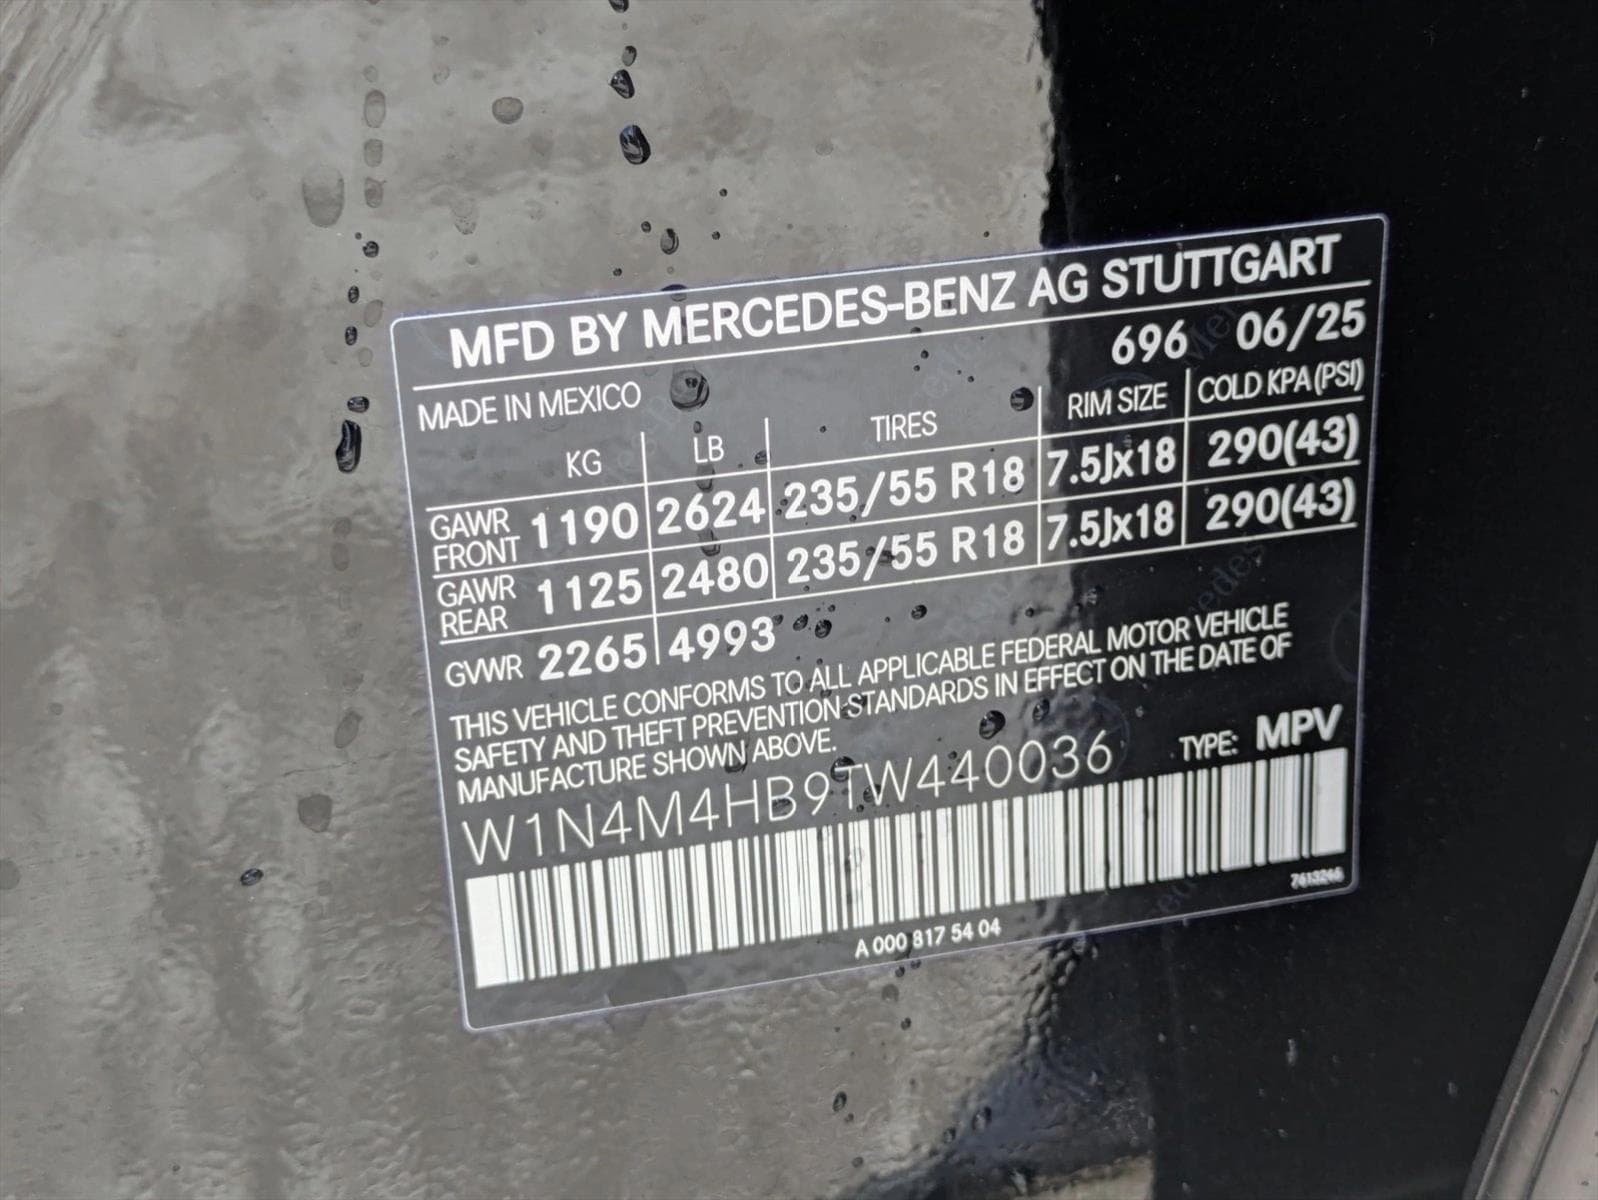 MFD BY MERCEDES-BENZ AG STUTTGART
MADE IN MEXICO 696 06/25
KG LB TIRES RIM SIZE COLD KPA (PSI)
GAWR FRONT 1190 2624 235/55 R18 7.5Jx18 290(43)
GAWR REAR 1125 2480 235/55 R18 7.5Jx18 290(43)
GVWR 2265 4993
THIS VEHICLE CONFORMS TO ALL APPLICABLE FEDERAL MOTOR VEHICLE
SAFETY AND THEFT PREVENTION STANDARDS IN EFFECT ON THE DATE OF
MANUFACTURE SHOWN ABOVE.
W1N4M4HB9TW440036 TYPE: MPV
7613246
A 000 817 54 04